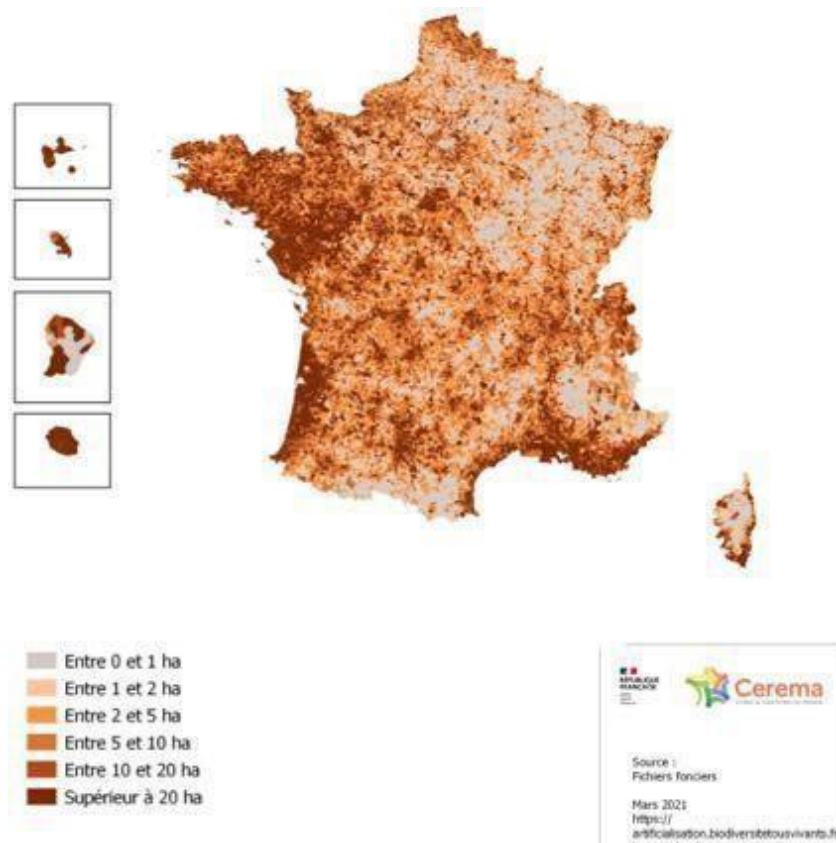 Entre 0 et 1 ha
Entre 1 et 2 ha
Entre 2 et 5 ha
Entre 5 et 10 ha
Entre 10 et 20 ha
Supérieur à 20 ha
RÉPUBLIQUE
FRANÇAISE
Cerema
Source :
Fichiers fonciers
Mars 2021
https://
artificialisation.biodiversitetousvivants.fr